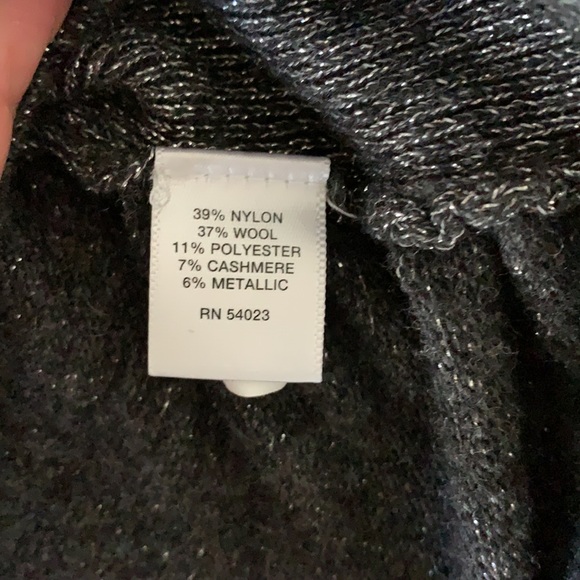 39% NYLON
37% WOOL
11% POLYESTER
7% CASHMERE
6% METALLIC
RN 54023